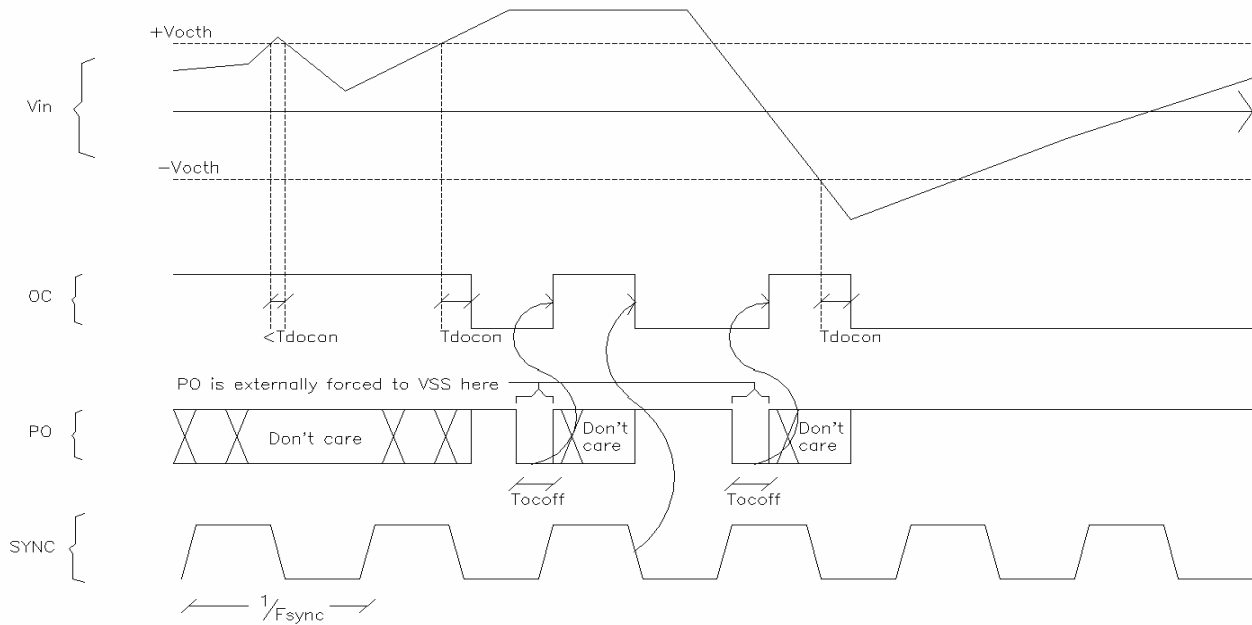 +Vocth
Vin
−Vocth
OC
<Tdocon
Tdocon
Tdocon
PO is externally forced to VSS here
PO
Don't care
Don't
care
Don't
care
Tocoff
Tocoff
SYNC
1/Fsync